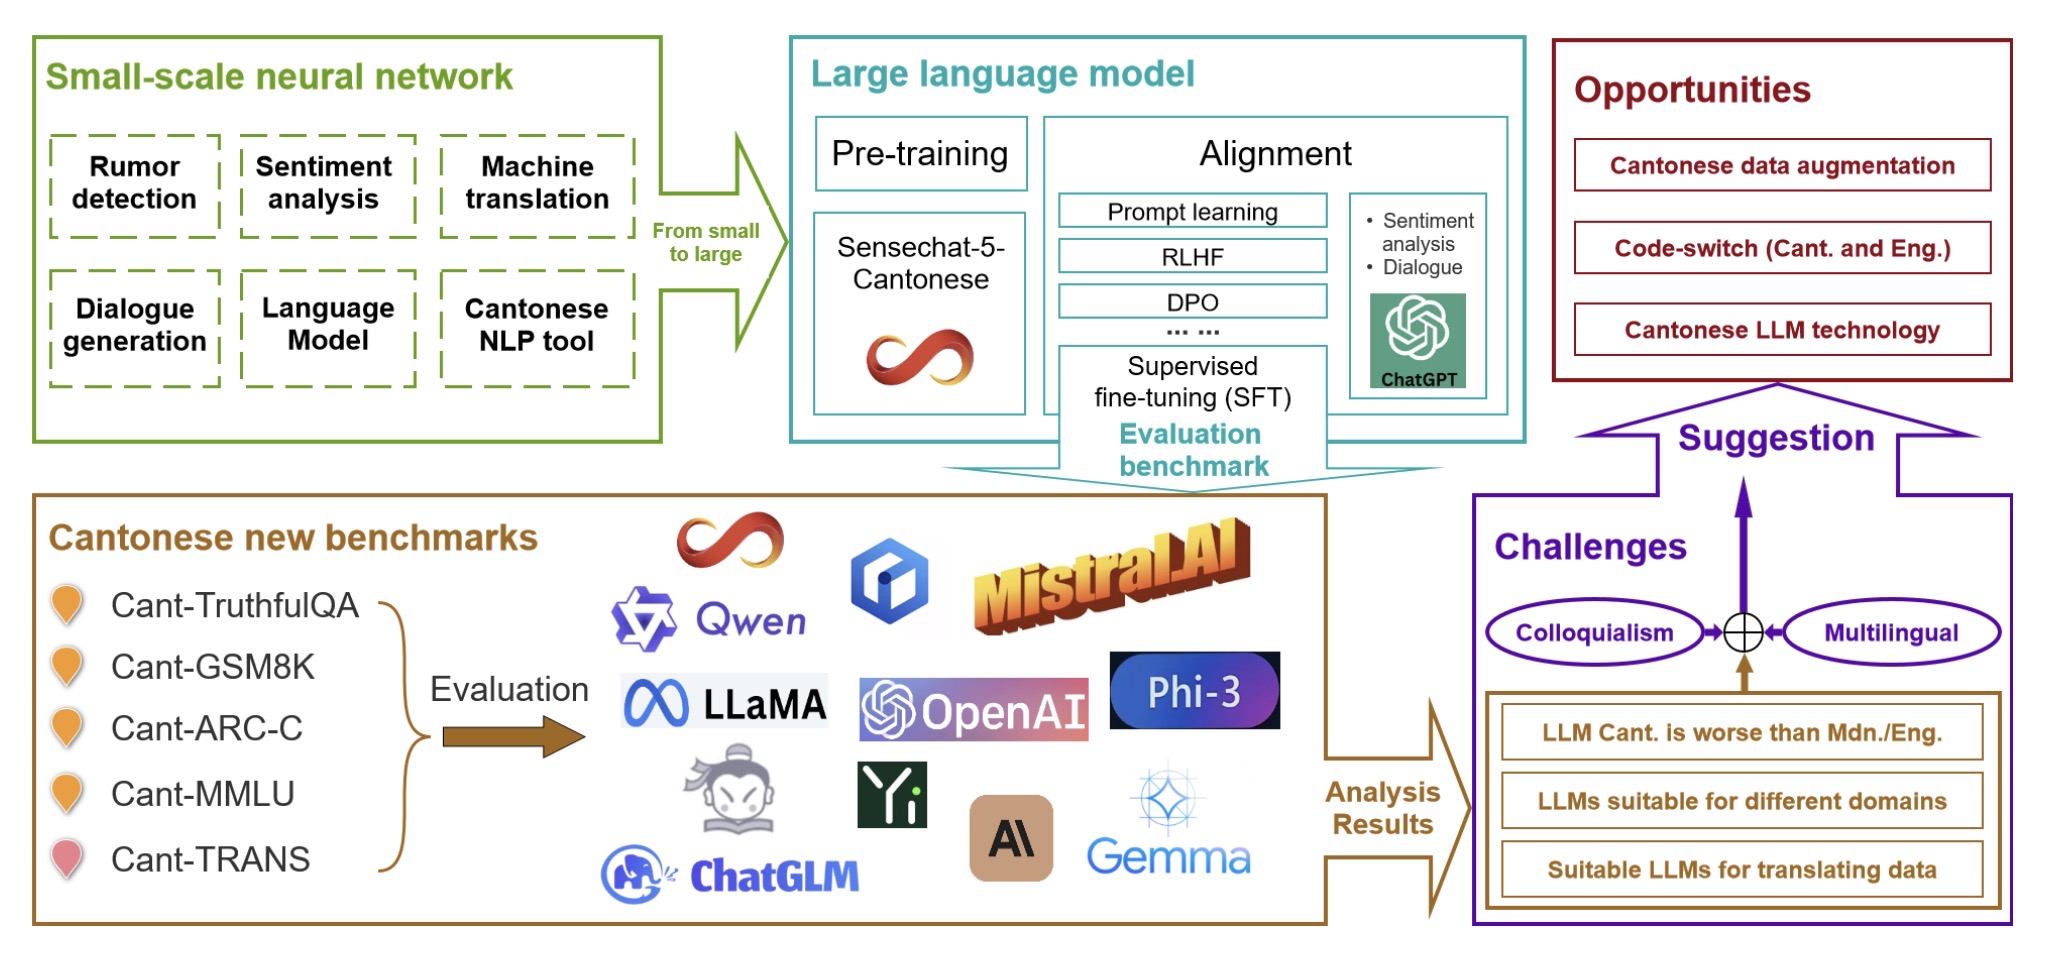 Small-scale neural network
Rumor
detection
Sentiment
analysis
Machine
translation
Dialogue
generation
Language
Model
Cantonese
NLP tool
From small
to large
Large language model
Pre-training
Sensechat-5-
Cantonese
Alignment
Prompt learning
RLHF
DPO
... ...
Supervised
fine-tuning (SFT)
• Sentiment
analysis
• Dialogue
ChatGPT
Evaluation
benchmark
Opportunities
Cantonese data augmentation
Code-switch (Cant. and Eng.)
Cantonese LLM technology
Cantonese new benchmarks
Cant-TruthfulQA
Cant-GSM8K
Cant-ARC-C
Cant-MMLU
Cant-TRANS
Evaluation
Mistral.AI
Qwen
LLaMA
OpenAI
Phi-3
Yi
AI
ChatGLM
Gemma
Analysis
Results
Suggestion
Challenges
Colloquialism
Multilingual
LLM Cant. is worse than Mdn./Eng.
LLMs suitable for different domains
Suitable LLMs for translating data